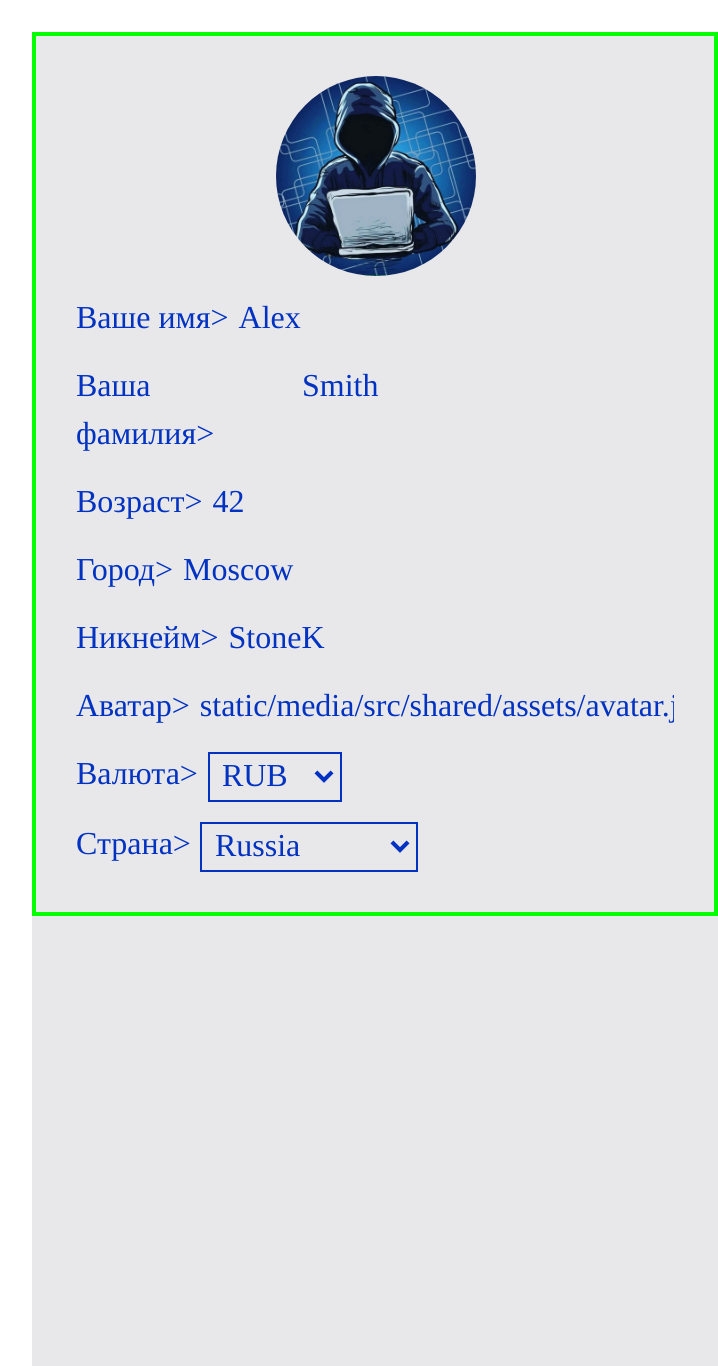 Ваше имя> Alex
Ваша Smith
фамилия>
Возраст> 42
Город> Moscow
Никнейм> StoneK
Аватар> static/media/src/shared/assets/avatar.j
Валюта> RUB
Страна> Russia